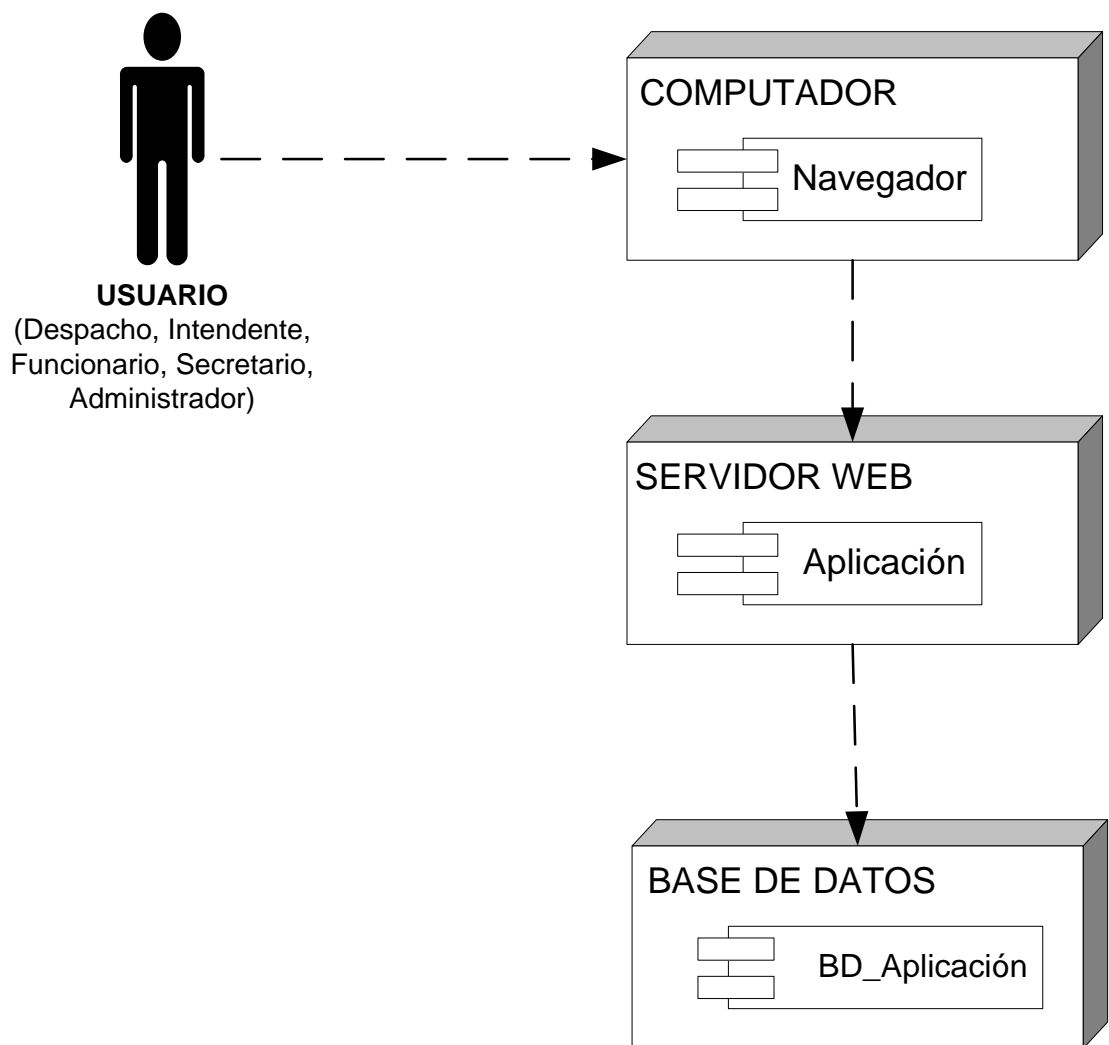 COMPUTADOR
Navegador
USUARIO
(Despacho, Intendente,
Funcionario, Secretario,
Administrador)
SERVIDOR WEB
Aplicación
BASE DE DATOS
BD_Aplicación